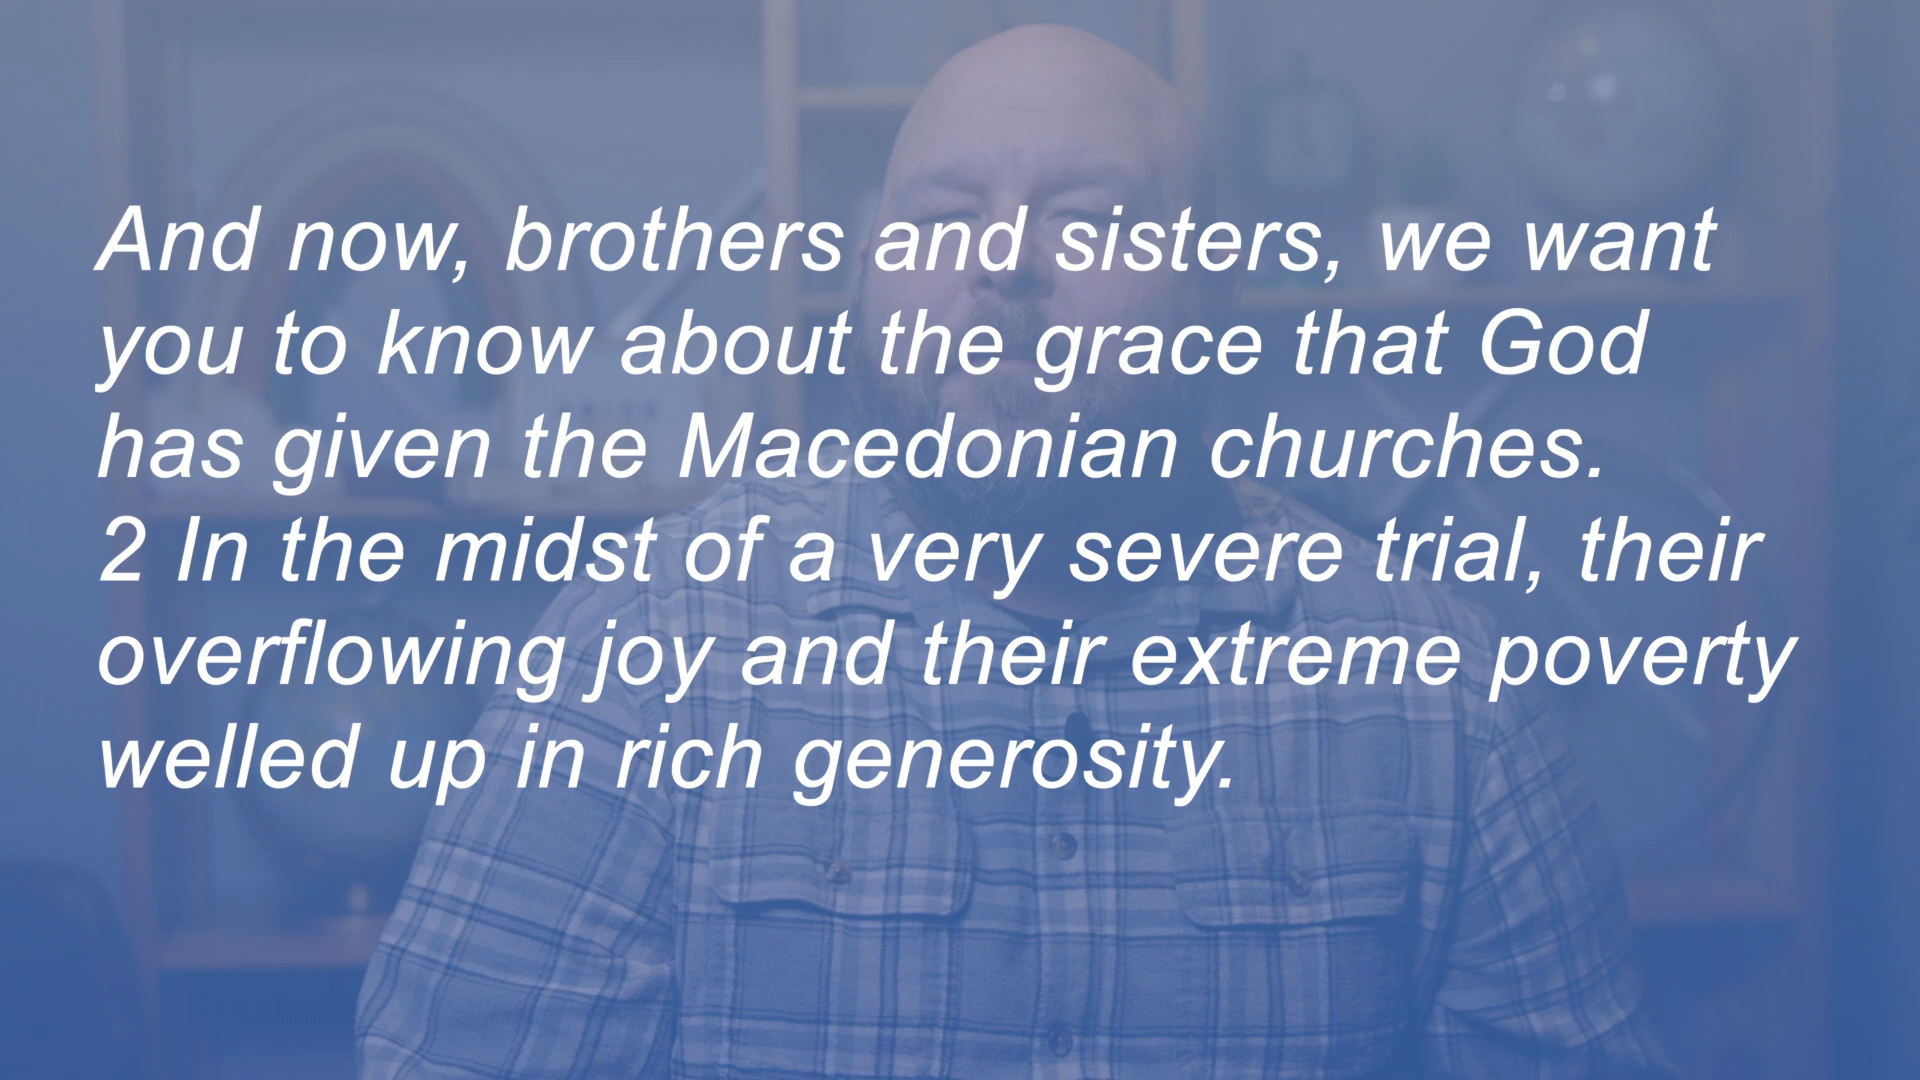 And now, brothers and sisters, we want
you to know about the grace that God
has given the Macedonian churches.
2 In the midst of a very severe trial, their
overflowing joy and their extreme poverty
welled up in rich generosity.